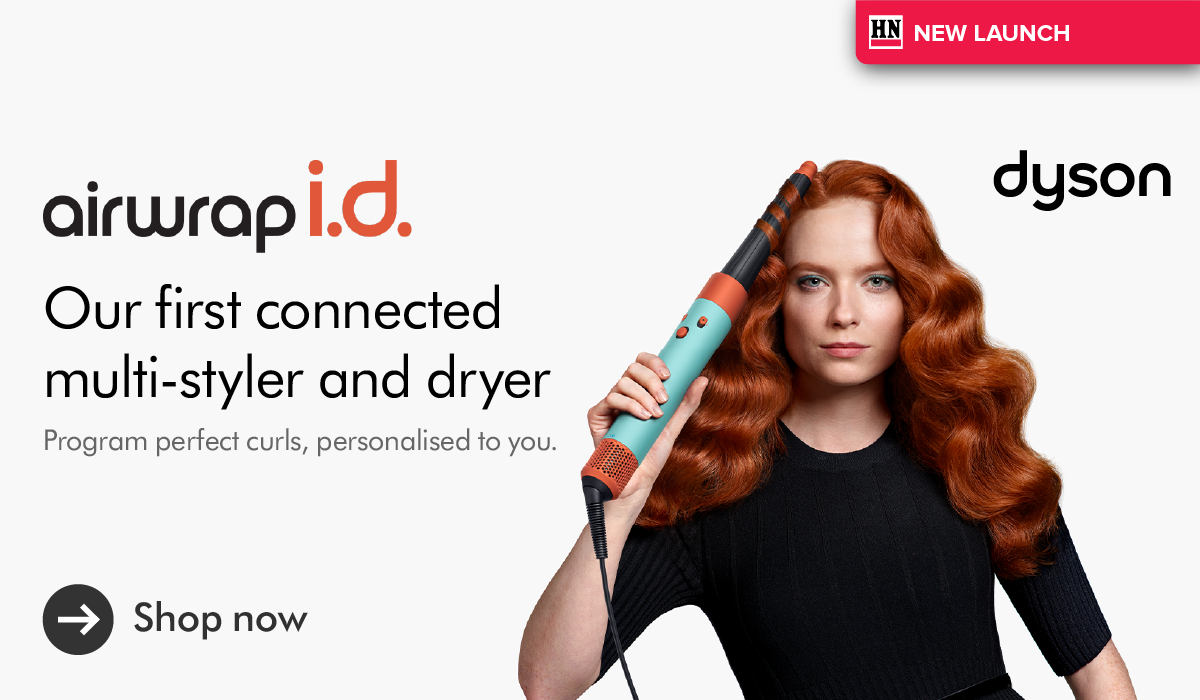 HN NEW LAUNCH
dyson
airwrap i.d.
Our first connected
multi-styler and dryer
Program perfect curls, personalised to you.
Shop now